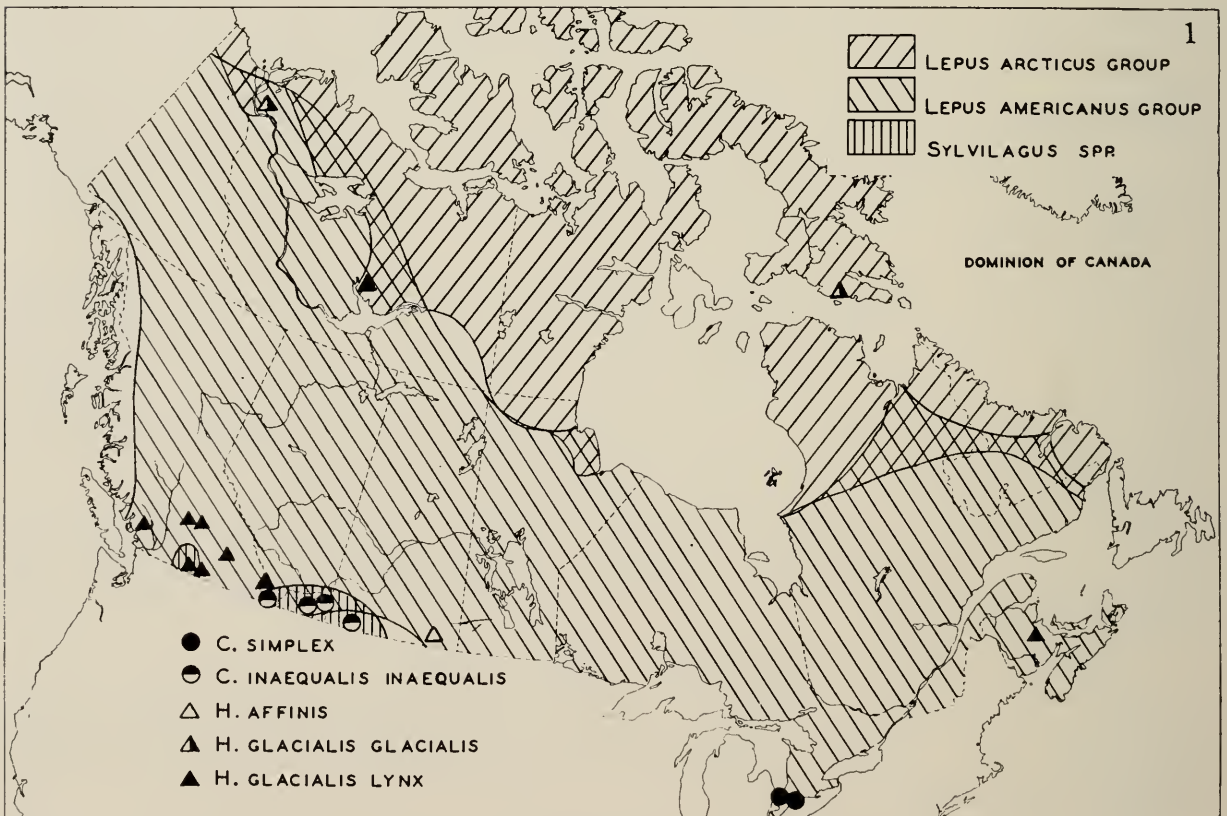 1
LEPUS ARCTICUS GROUP
LEPUS AMERICANUS GROUP
SYLVILAGUS SPP.
DOMINION OF CANADA
C. SIMPLEX
C. INAEQUALIS INAEQUALIS
H. AFFINIS
H. GLACIALIS GLACIALIS
H. GLACIALIS LYNX